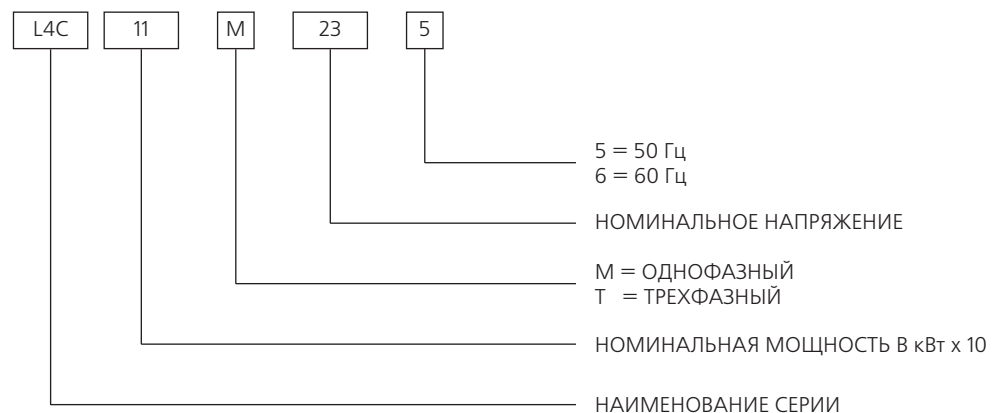 L4C 11 M 23 5
5 = 50 Гц
6 = 60 Гц
НОМИНАЛЬНОЕ НАПРЯЖЕНИЕ
М = ОДНОФАЗНЫЙ
Т = ТРЕХФАЗНЫЙ
НОМИНАЛЬНАЯ МОЩНОСТЬ В кВт x 10
НАИМЕНОВАНИЕ СЕРИИ